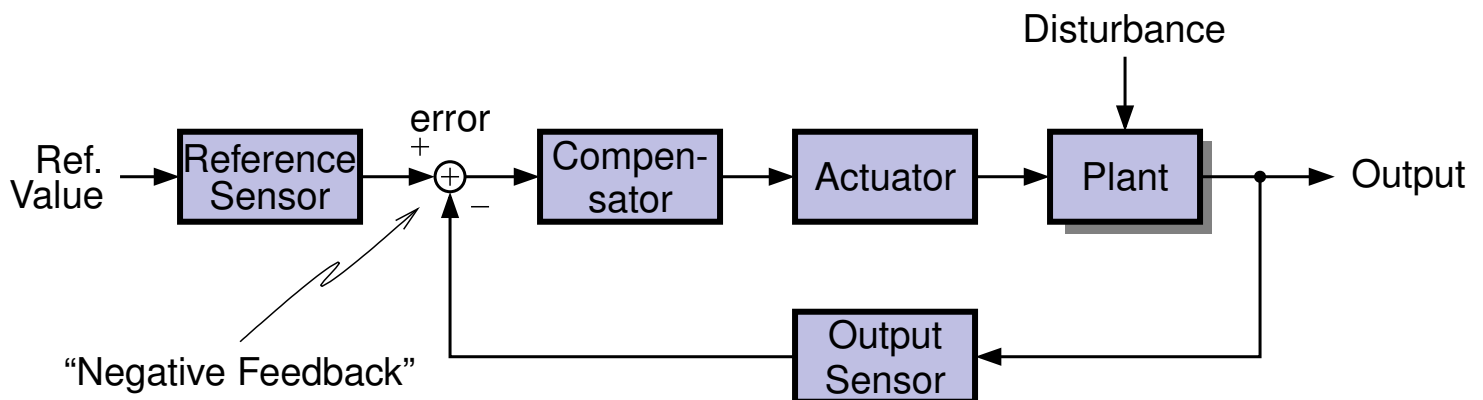 Disturbance
error
+
Ref.
Value
Reference
Sensor
+
Compen-
sator
Actuator
Plant
Output
−
“Negative Feedback”
Output
Sensor